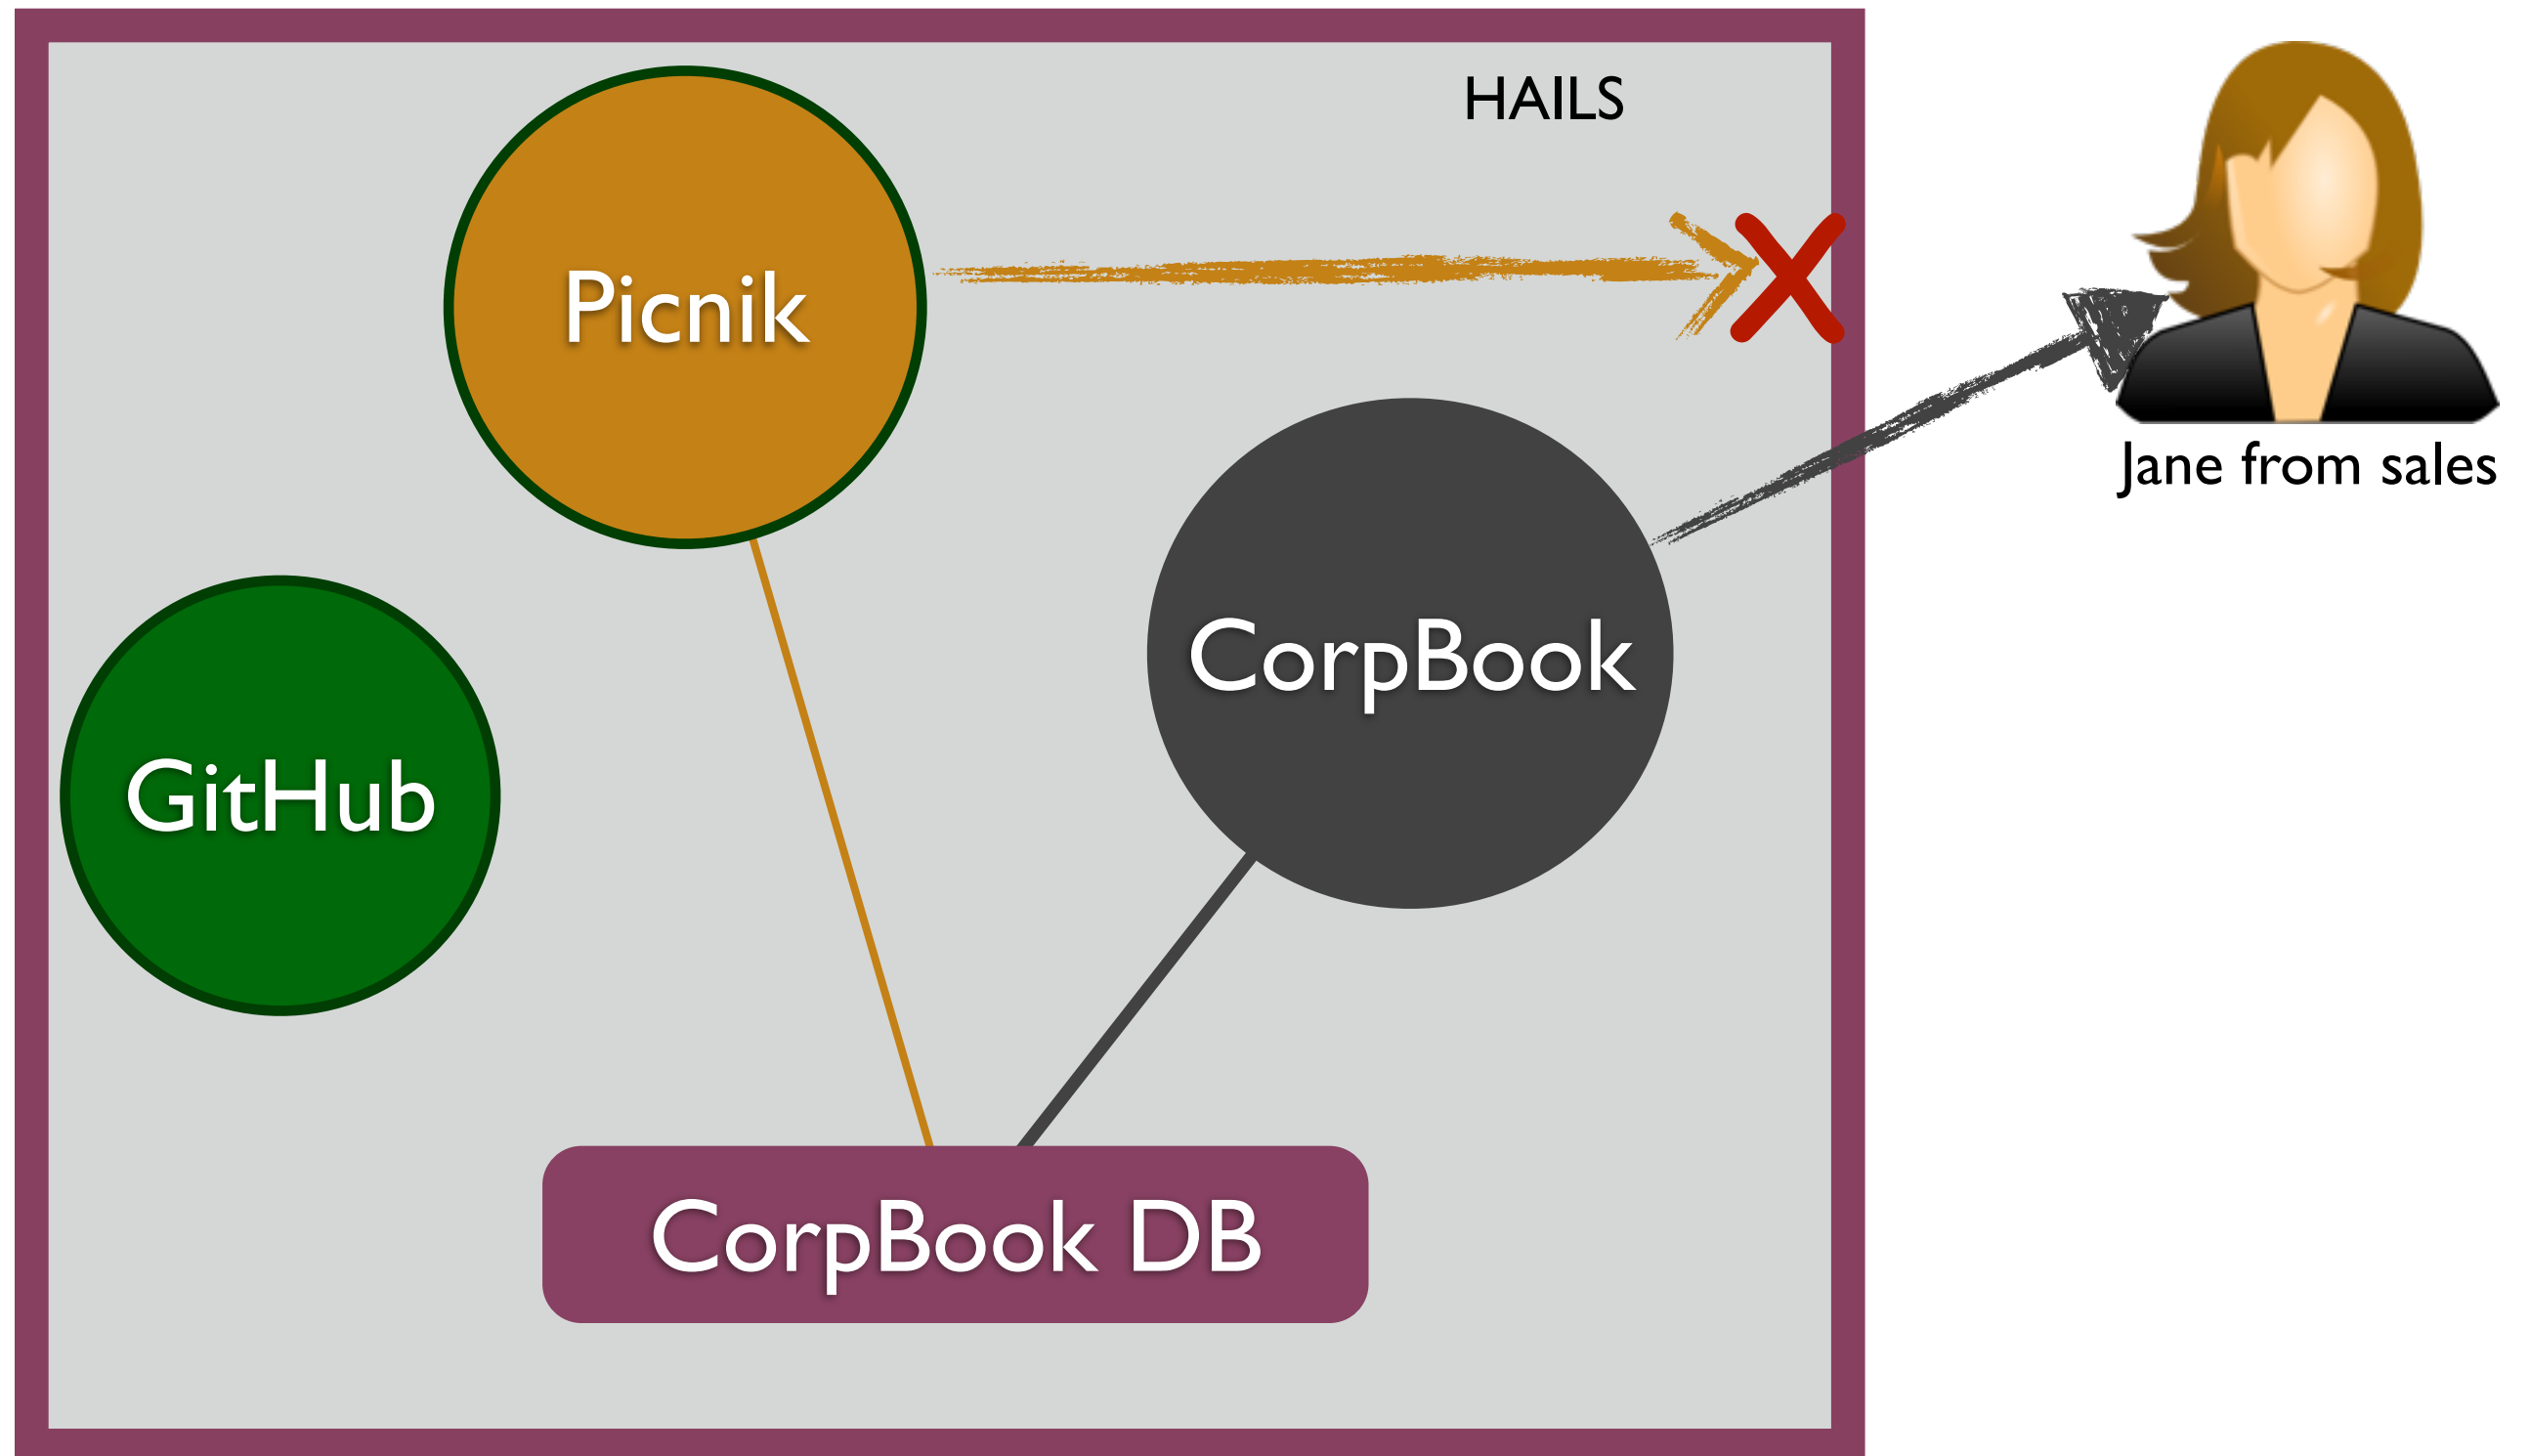 HAILS
Picnik
Jane from sales
CorpBook
GitHub
CorpBook DB